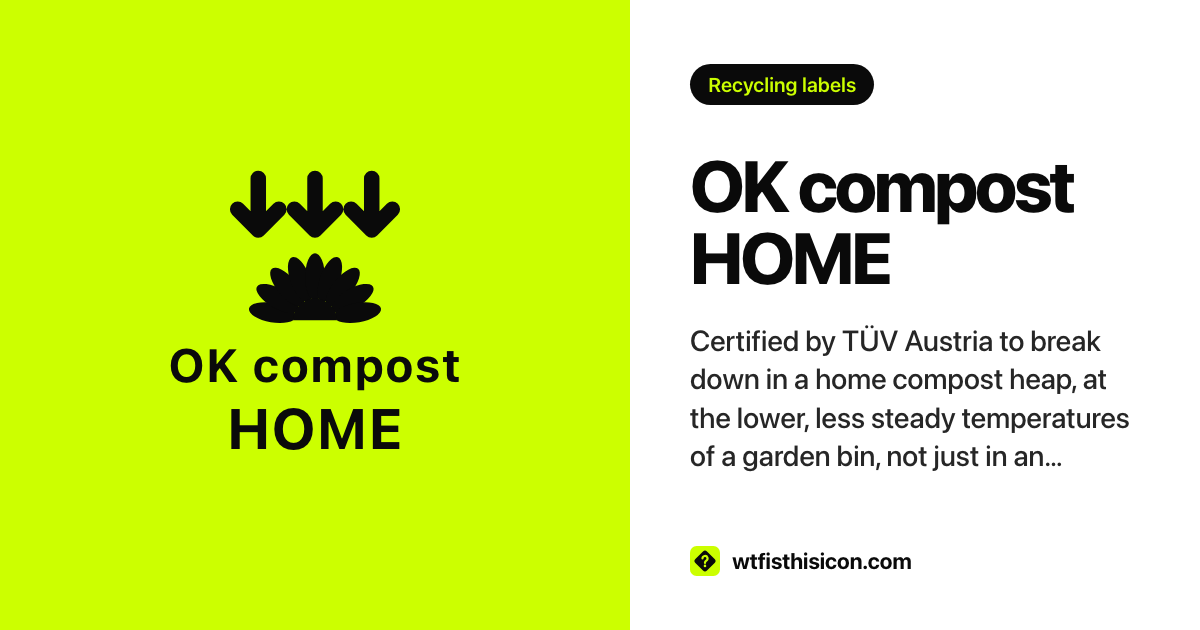 OK compost
HOME
Recycling labels
OK compost
HOME
Certified by TÜV Austria to break
down in a home compost heap, at
the lower, less steady temperatures
of a garden bin, not just in an…
?
wtfisthisicon.com